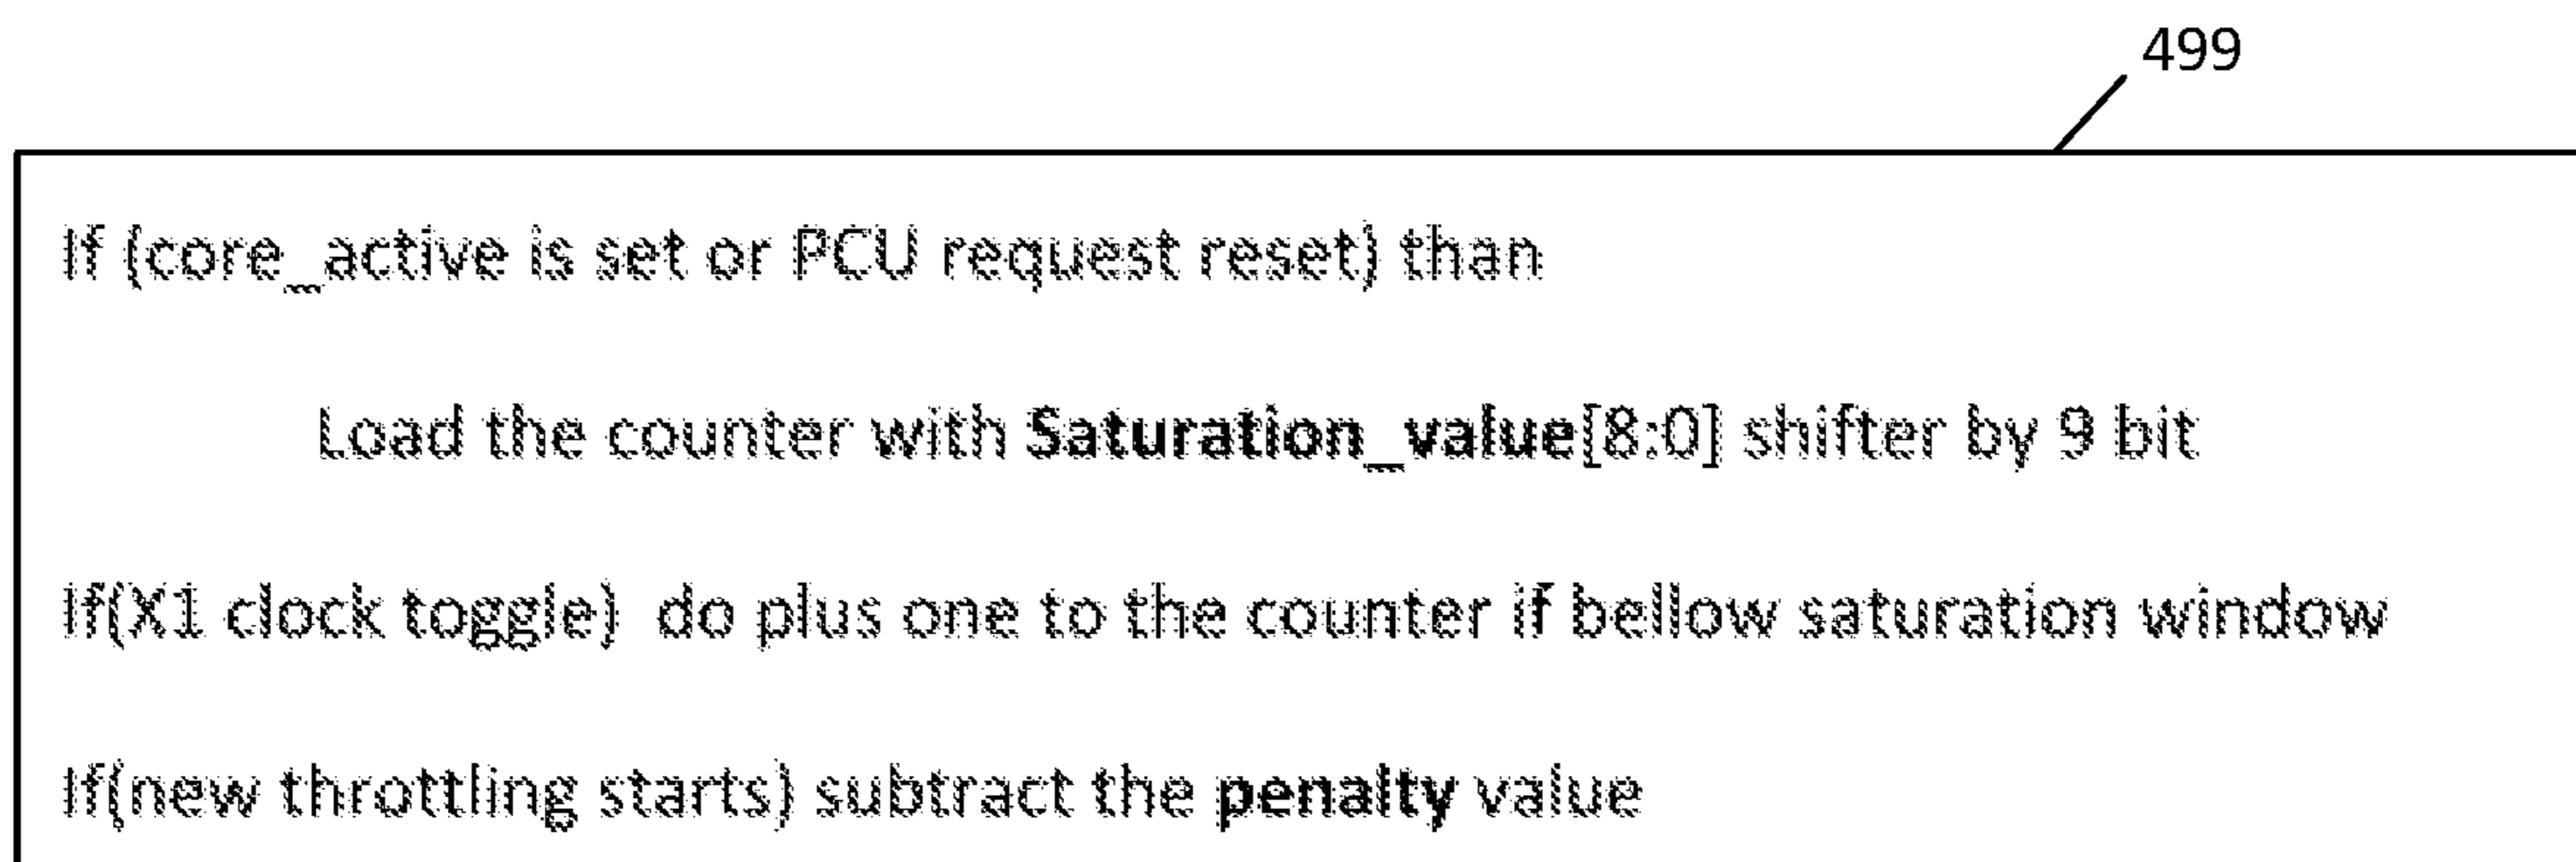 499
If (core_active is set or PCU request reset) than
Load the counter with Saturation_value[8:0] shifter by 9 bit
If(X1 clock toggle)  do plus one to the counter if bellow saturation window
If(new throttling starts) subtract the penalty value